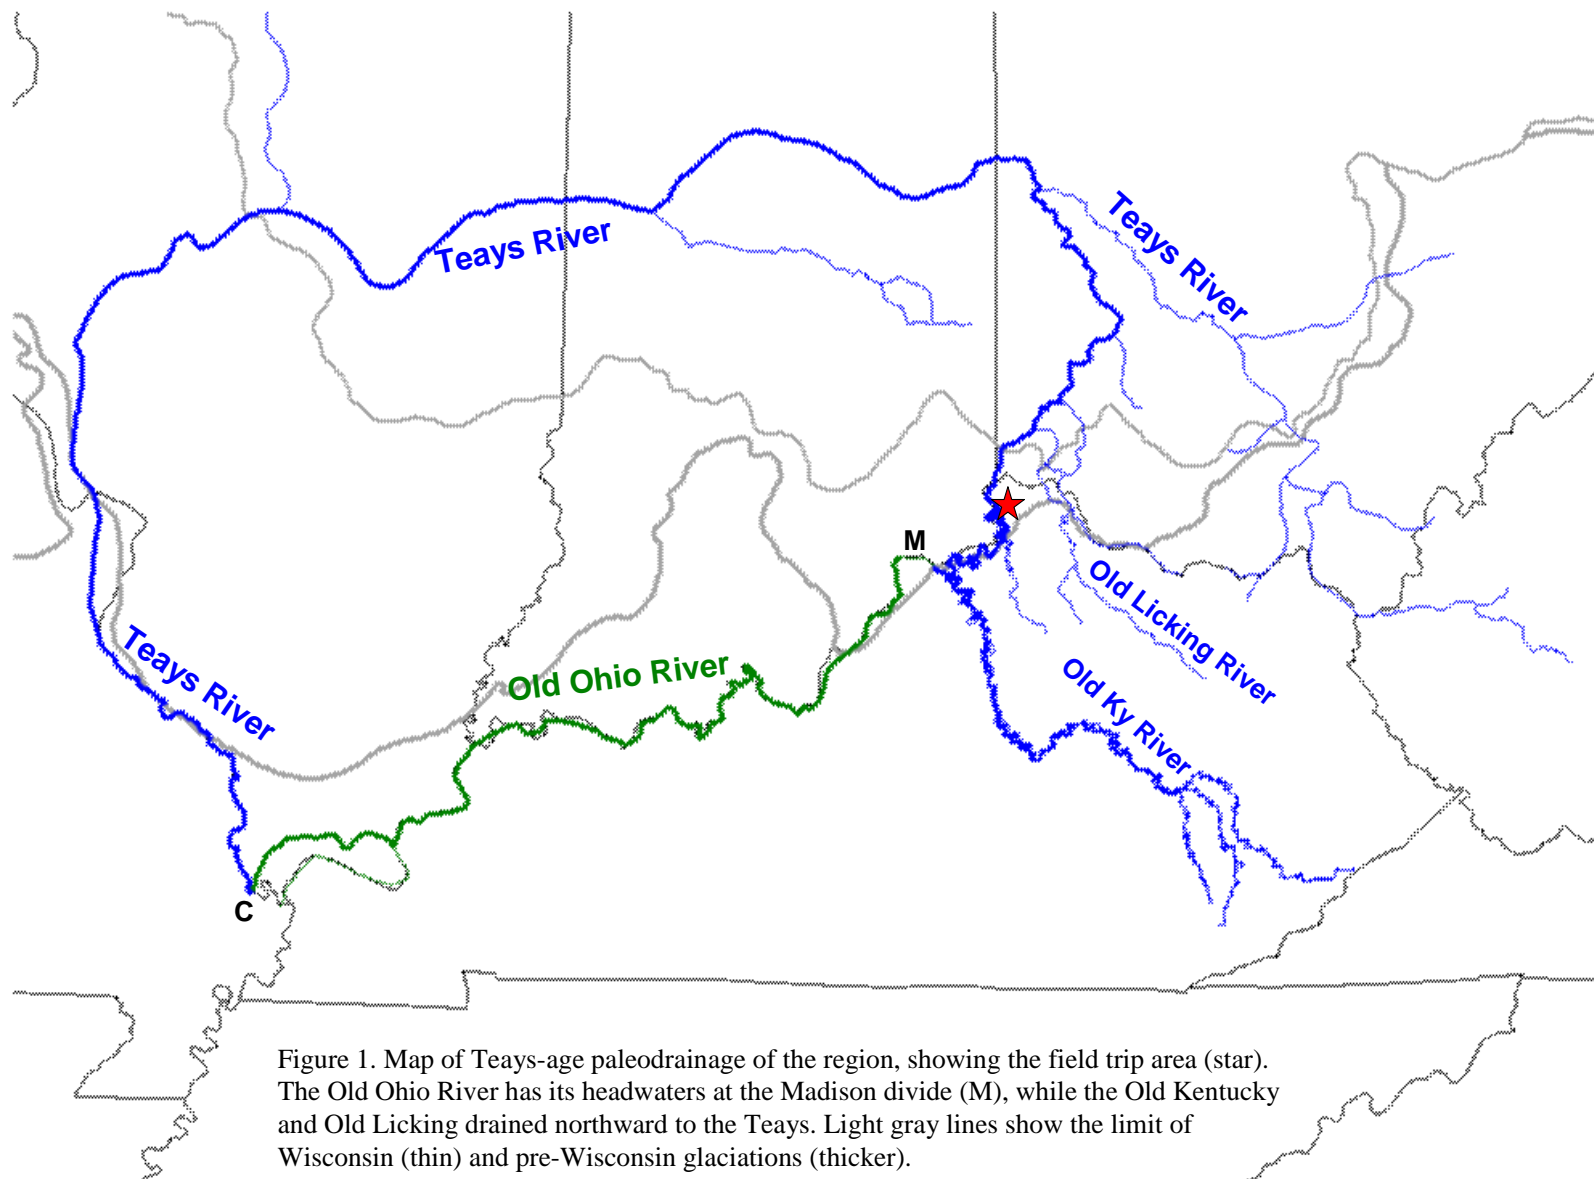 Teays River
Teays River
M
Old Licking River
Old Ohio River
Old Ky River
Teays River
C
Figure 1. Map of Teays-age paleodrainage of the region, showing the field trip area (star).
The Old Ohio River has its headwaters at the Madison divide (M), while the Old Kentucky
and Old Licking drained northward to the Teays. Light gray lines show the limit of
Wisconsin (thin) and pre-Wisconsin glaciations (thicker).